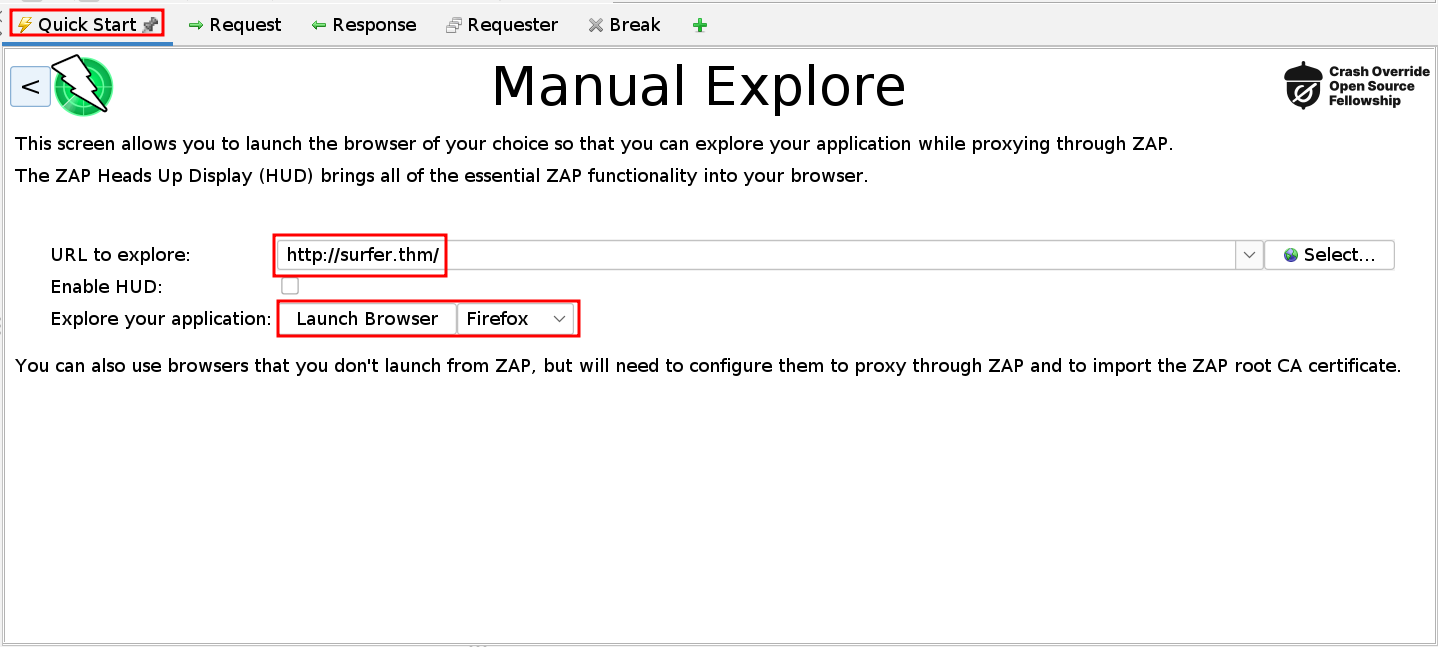 Quick Start Request Response Requester Break
< Manual Explore
Crash Override
Open Source
Fellowship
This screen allows you to launch the browser of your choice so that you can explore your application while proxying through ZAP.
The ZAP Heads Up Display (HUD) brings all of the essential ZAP functionality into your browser.
URL to explore: http://surfer.thm/ Select...
Enable HUD:
Explore your application: Launch Browser Firefox
You can also use browsers that you don't launch from ZAP, but will need to configure them to proxy through ZAP and to import the ZAP root CA certificate.